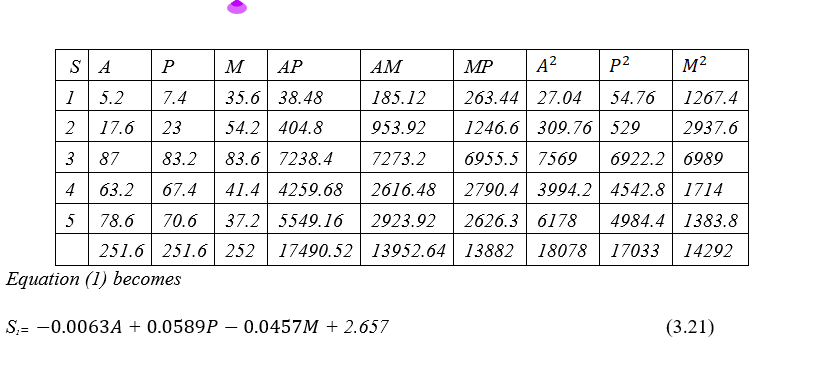 S A P M AP AM MP A² P² M²
1 5.2 7.4 35.6 38.48 185.12 263.44 27.04 54.76 1267.4
2 17.6 23 54.2 404.8 953.92 1246.6 309.76 529 2937.6
3 87 83.2 83.6 7238.4 7273.2 6955.5 7569 6922.2 6989
4 63.2 67.4 41.4 4259.68 2616.48 2790.4 3994.2 4542.8 1714
5 78.6 70.6 37.2 5549.16 2923.92 2626.3 6178 4984.4 1383.8
251.6 251.6 252 17490.52 13952.64 13882 18078 17033 14292
Equation (1) becomes
S₁= −0.0063A + 0.0589P − 0.0457M + 2.657 (3.21)